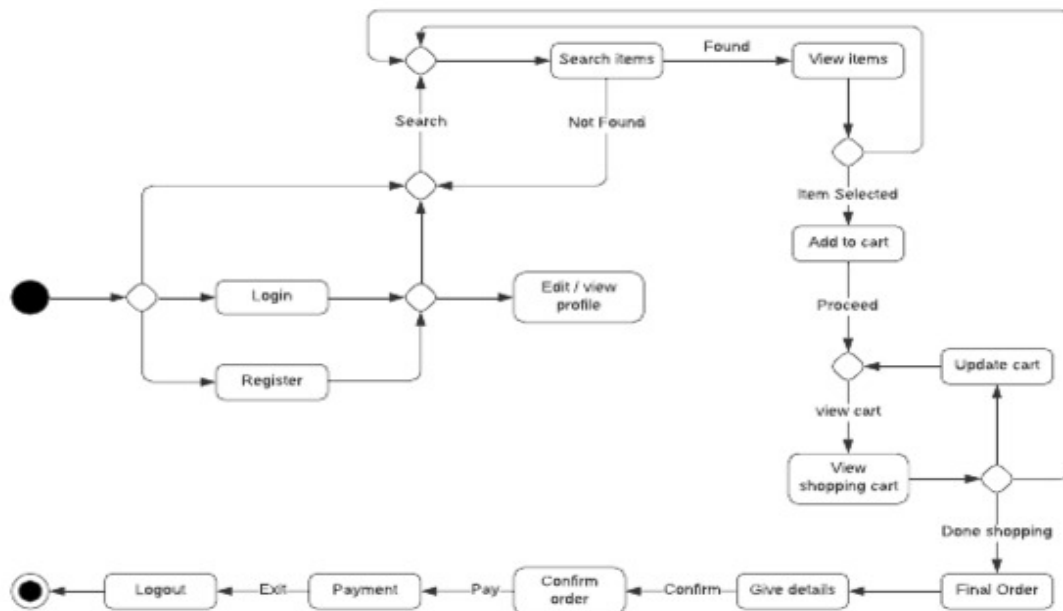 Found
Search items
View items
Search
Not Found
Item Selected
Add to cart
Login
Edit / view
profile
Proceed
Register
Update cart
view cart
View
shopping cart
Done shopping
Logout
Exit
Payment
Pay
Confirm
order
Confirm
Give details
Final Order